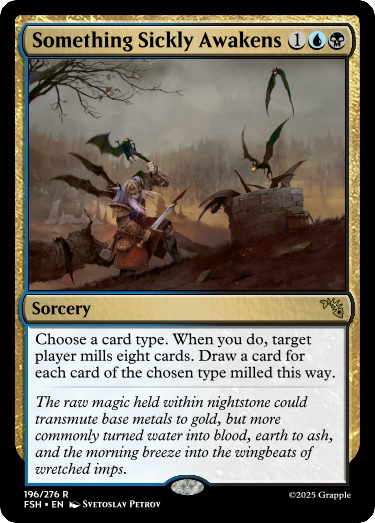 Something Sickly Awakens 1
Sorcery
Choose a card type. When you do, target
player mills eight cards. Draw a card for
each card of the chosen type milled this way.
The raw magic held within nightstone could
transmute base metals to gold, but more
commonly turned water into blood, earth to ash,
and the morning breeze into the wingbeats of
wretched imps.
196/276 R
FSH • EN Svetoslav Petrov
©2025 Grapple